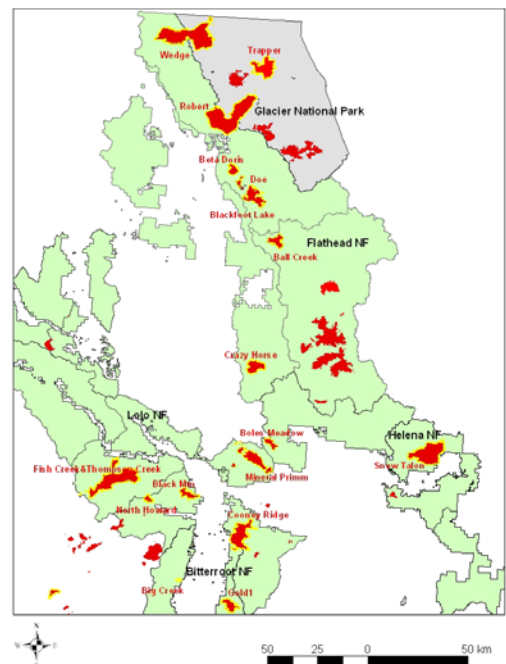 Wedge
Trapper
Robert
Glacier National Park
Beta Doris
Doe
Blackfoot Lake
Flathead NF
Ball Creek
Crazy Horse
Lolo NF
Boles Meadow
Helena NF
Fish Creek&Thompson Creek
Mineral Primm
Snow Talon
Black Mtn
North Howard
Cooney Ridge
Bitterroot NF
Big Creek
Gold1
W E
50 25 0 50 km